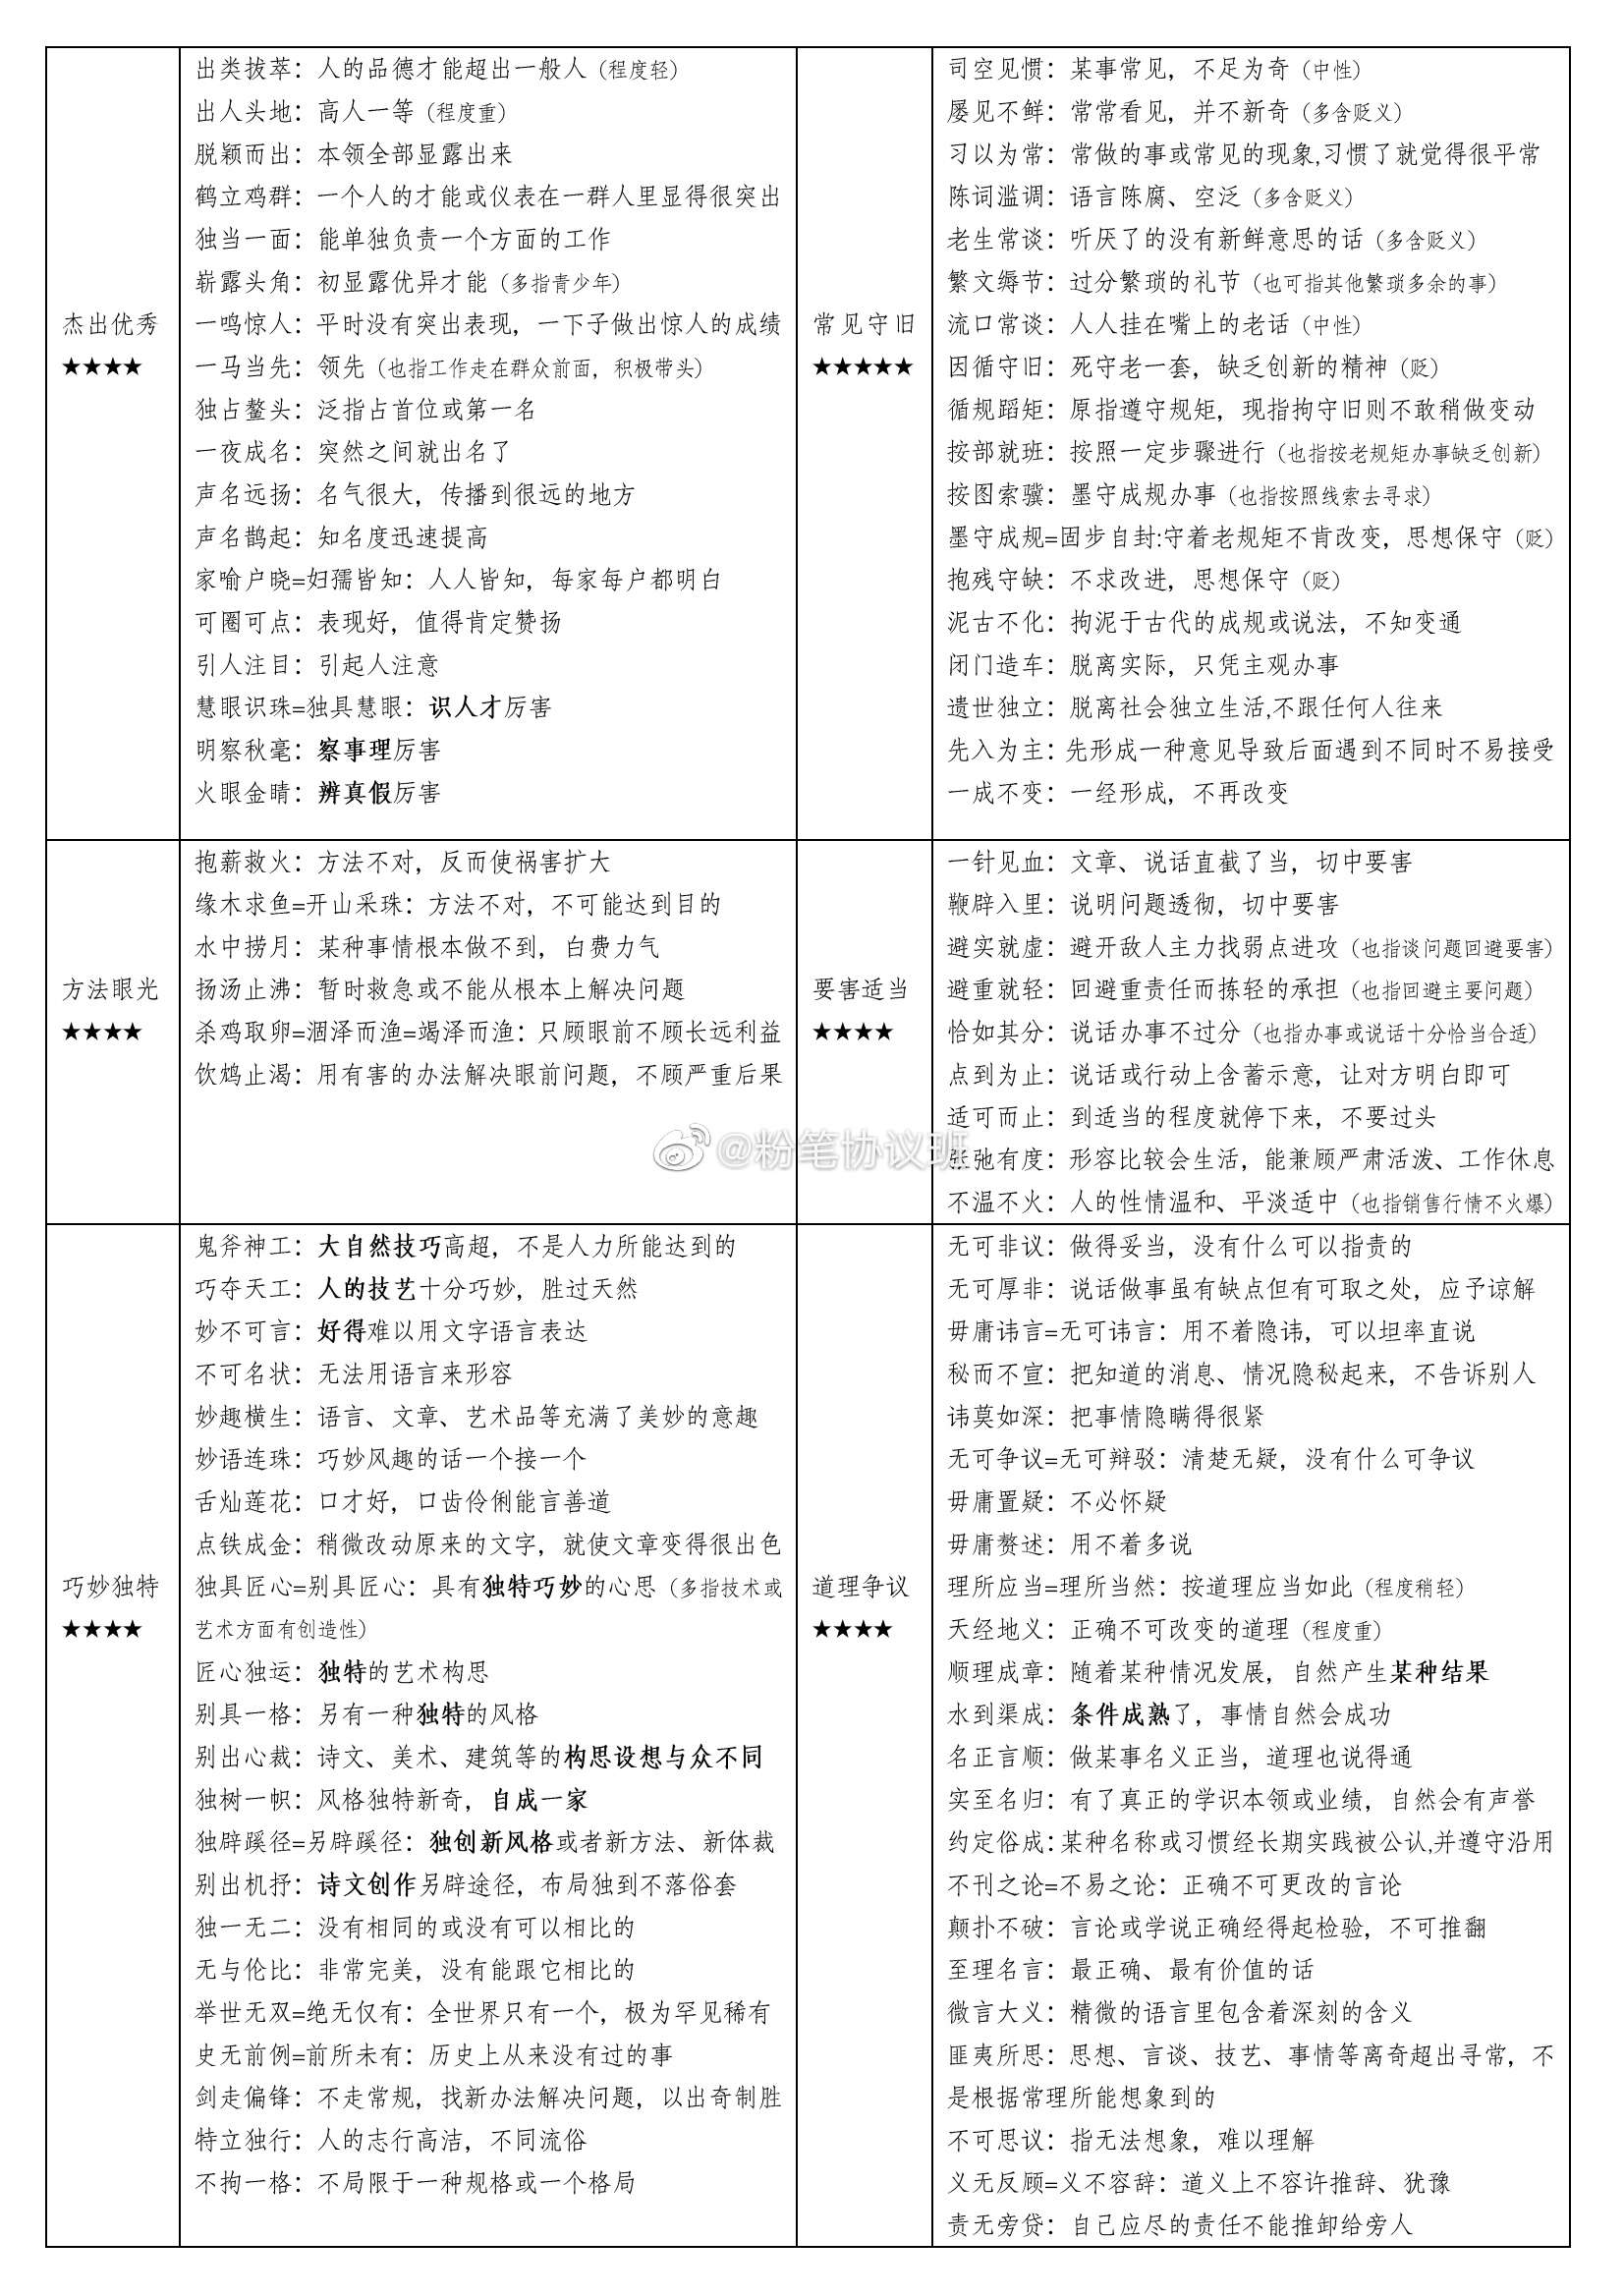 杰出优秀
★★★★
出类拔萃：人的品德才能超出一般人（程度轻）
出人头地：高人一等（程度重）
脱颖而出：本领全部显露出来
鹤立鸡群：一个人的才能或仪表在一群人里显得很突出
独当一面：能单独负责一个方面的工作
崭露头角：初显露优异才能（多指青少年）
一鸣惊人：平时没有突出表现，一下子做出惊人的成绩
一马当先：领先（也指工作走在群众前面，积极带头）
独占鳌头：泛指占首位或第一名
一夜成名：突然之间就出名了
声名远扬：名气很大，传播到很远的地方
声名鹊起：知名度迅速提高
家喻户晓=妇孺皆知：人人皆知，每家每户都明白
可圈可点：表现好，值得肯定赞扬
引人注目：引起人注意
慧眼识珠=独具慧眼：识人才厉害
明察秋毫：察事理厉害
火眼金睛：辨真假厉害
常见守旧
★★★★★
司空见惯：某事常见，不足为奇（中性）
屡见不鲜：常常看见，并不新奇（多含贬义）
习以为常：常做的事或常见的现象,习惯了就觉得很平常
陈词滥调：语言陈腐、空泛（多含贬义）
老生常谈：听厌了的没有新鲜意思的话（多含贬义）
繁文缛节：过分繁琐的礼节（也可指其他繁琐多余的事）
流口常谈：人人挂在嘴上的老话（中性）
因循守旧：死守老一套，缺乏创新的精神（贬）
循规蹈矩：原指遵守规矩，现指拘守旧则不敢稍做变动
按部就班：按照一定步骤进行（也指按老规矩办事缺乏创新）
按图索骥：墨守成规办事（也指按照线索去寻求）
墨守成规=固步自封:守着老规矩不肯改变，思想保守（贬）
抱残守缺：不求改进，思想保守（贬）
泥古不化：拘泥于古代的成规或说法，不知变通
闭门造车：脱离实际，只凭主观办事
遗世独立：脱离社会独立生活,不跟任何人往来
先入为主：先形成一种意见导致后面遇到不同时不易接受
一成不变：一经形成，不再改变
方法眼光
★★★★
抱薪救火：方法不对，反而使祸害扩大
缘木求鱼=开山采珠：方法不对，不可能达到目的
水中捞月：某种事情根本做不到，白费力气
扬汤止沸：暂时救急或不能从根本上解决问题
杀鸡取卵=涸泽而渔=竭泽而渔：只顾眼前不顾长远利益
饮鸩止渴：用有害的办法解决眼前问题，不顾严重后果
要害适当
★★★★
一针见血：文章、说话直截了当，切中要害
鞭辟入里：说明问题透彻，切中要害
避实就虚：避开敌人主力找弱点进攻（也指谈问题回避要害）
避重就轻：回避重责任而拣轻的承担（也指回避主要问题）
恰如其分：说话办事不过分（也指办事或说话十分恰当合适）
点到为止：说话或行动上含蓄示意，让对方明白即可
适可而止：到适当的程度就停下来，不要过头
张弛有度：形容比较会生活，能兼顾严肃活泼、工作休息
不温不火：人的性情温和、平淡适中（也指销售行情不火爆）
@粉笔协议班
巧妙独特
★★★★
鬼斧神工：大自然技巧高超，不是人力所能达到的
巧夺天工：人的技艺十分巧妙，胜过天然
妙不可言：好得难以用文字语言表达
不可名状：无法用语言来形容
妙趣横生：语言、文章、艺术品等充满了美妙的意趣
妙语连珠：巧妙风趣的话一个接一个
舌灿莲花：口才好，口齿伶俐能言善道
点铁成金：稍微改动原来的文字，就使文章变得很出色
独具匠心=别具匠心：具有独特巧妙的心思（多指技术或
艺术方面有创造性）
匠心独运：独特的艺术构思
别具一格：另有一种独特的风格
别出心裁：诗文、美术、建筑等的构思设想与众不同
独树一帜：风格独特新奇，自成一家
独辟蹊径=另辟蹊径：独创新风格或者新方法、新体裁
别出机抒：诗文创作另辟途径，布局独到不落俗套
独一无二：没有相同的或没有可以相比的
无与伦比：非常完美，没有能跟它相比的
举世无双=绝无仅有：全世界只有一个，极为罕见稀有
史无前例=前所未有：历史上从来没有过的事
剑走偏锋：不走常规，找新办法解决问题，以出奇制胜
特立独行：人的志行高洁，不同流俗
不拘一格：不局限于一种规格或一个格局
道理争议
★★★★
无可非议：做得妥当，没有什么可以指责的
无可厚非：说话做事虽有缺点但有可取之处，应予谅解
毋庸讳言=无可讳言：用不着隐讳，可以坦率直说
秘而不宣：把知道的消息、情况隐秘起来，不告诉别人
讳莫如深：把事情隐瞒得很紧
无可争议=无可辩驳：清楚无疑，没有什么可争议
毋庸置疑：不必怀疑
毋庸赘述：用不着多说
理所应当=理所当然：按道理应当如此（程度稍轻）
天经地义：正确不可改变的道理（程度重）
顺理成章：随着某种情况发展，自然产生某种结果
水到渠成：条件成熟了，事情自然会成功
名正言顺：做某事名义正当，道理也说得通
实至名归：有了真正的学识本领或业绩，自然会有声誉
约定俗成：某种名称或习惯经长期实践被公认,并遵守沿用
不刊之论=不易之论：正确不可更改的言论
颠扑不破：言论或学说正确经得起检验，不可推翻
至理名言：最正确、最有价值的话
微言大义：精微的语言里包含着深刻的含义
匪夷所思：思想、言谈、技艺、事情等离奇超出寻常，不
是根据常理所能想象到的
不可思议：指无法想象，难以理解
义无反顾=义不容辞：道义上不容许推辞、犹豫
责无旁贷：自己应尽的责任不能推卸给旁人